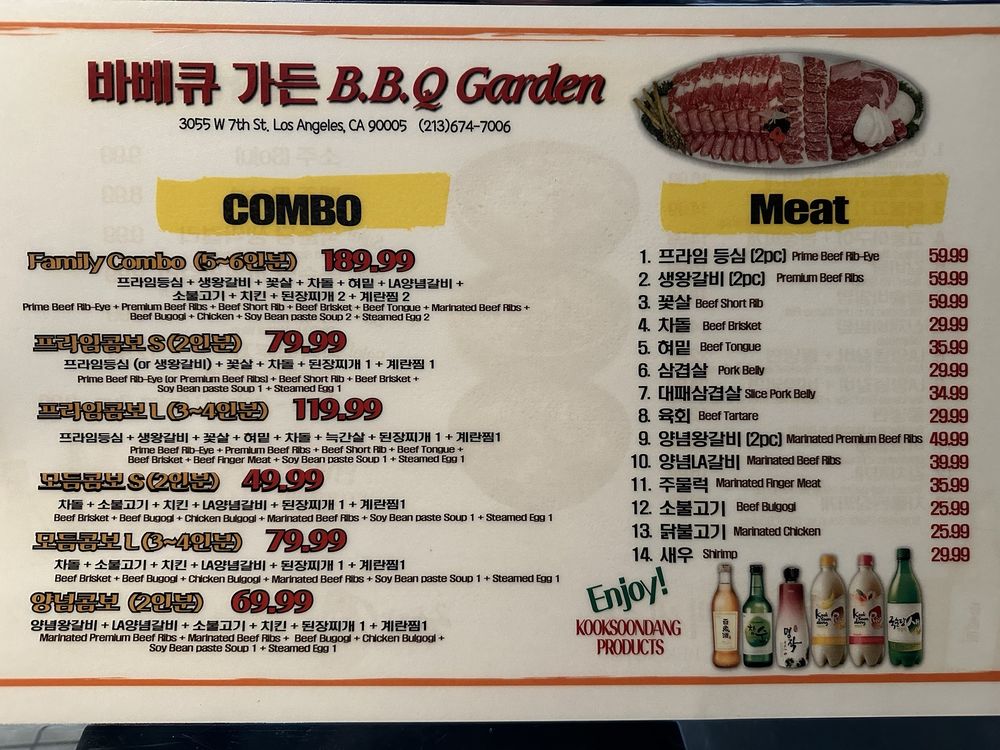 바베큐 가든 B.B.Q Garden
3055 W 7th St, Los Angeles, CA 90005 (213)674-7006
COMBO
Family Combo (5~6인분) 189.99
프라임등심 + 생왕갈비 + 꽃살 + 차돌 + 혀밑 + LA양념갈비 +
소불고기 + 치킨 + 된장찌개 2 + 계란찜 2
Prime Beef Rib-Eye + Premium Beef Ribs + Beef Short Rib + Beef Brisket + Beef Tongue + Marinated Beef Ribs +
Beef Bugogi + Chicken + Soy Bean paste Soup 2 + Steamed Egg 2
프라임콤보 S (2인분) 79.99
프라임등심 (or 생왕갈비) + 꽃살 + 차돌 + 된장찌개 1 + 계란찜 1
Prime Beef Rib-Eye (or Premium Beef Ribs) + Beef Short Rib + Beef Brisket +
Soy Bean paste Soup 1 + Steamed Egg 1
프라임콤보 L (3~4인분) 119.99
프라임등심 + 생왕갈비 + 꽃살 + 혀밑 + 차돌 + 늑간살 + 된장찌개 1 + 계란찜1
Prime Beef Rib-Eye + Premium Beef Ribs + Beef Short Rib + Beef Tongue +
Beef Brisket + Beef Finger Meat + Soy Bean paste Soup 1 + Steamed Egg 1
모듬콤보 S (2인분) 49.99
차돌 + 소불고기 + 치킨 + LA양념갈비 + 된장찌개 1 + 계란찜1
Beef Brisket + Beef Bugogi + Chicken Bulgogi + Marinated Beef Ribs + Soy Bean paste Soup 1 + Steamed Egg 1
모듬콤보 L (3~4인분) 79.99
차돌 + 소불고기 + 치킨 + LA양념갈비 + 된장찌개 1 + 계란찜1
Beef Brisket + Beef Bugogi + Chicken Bulgogi + Marinated Beef Ribs + Soy Bean paste Soup 1 + Steamed Egg 1
양념콤보 (2인분) 69.99
양념왕갈비 + LA양념갈비 + 소불고기 + 치킨 + 된장찌개 1 + 계란찜1
Marinated Premium Beef Ribs + Marinated Beef Ribs + Beef Bugogi + Chicken Bulgogi +
Soy Bean paste Soup 1 + Steamed Egg 1
Meat
1. 프라임 등심 (2pc) Prime Beef Rib-Eye 59.99
2. 생왕갈비 (2pc) Premium Beef Ribs 59.99
3. 꽃살 Beef Short Rib 59.99
4. 차돌 Beef Brisket 29.99
5. 혀밑 Beef Tongue 35.99
6. 삼겹살 Pork Belly 29.99
7. 대패삼겹살 Slice Pork Belly 34.99
8. 육회 Beef Tartare 29.99
9. 양념왕갈비 (2pc) Marinated Premium Beef Ribs 49.99
10. 양념LA갈비 Marinated Beef Ribs 39.99
11. 주물럭 Marinated Finger Meat 35.99
12. 소불고기 Beef Bulgogi 25.99
13. 닭불고기 Marinated Chicken 25.99
14. 새우 Shirimp 29.99
Enjoy!
KOOKSOONDANG
PRODUCTS